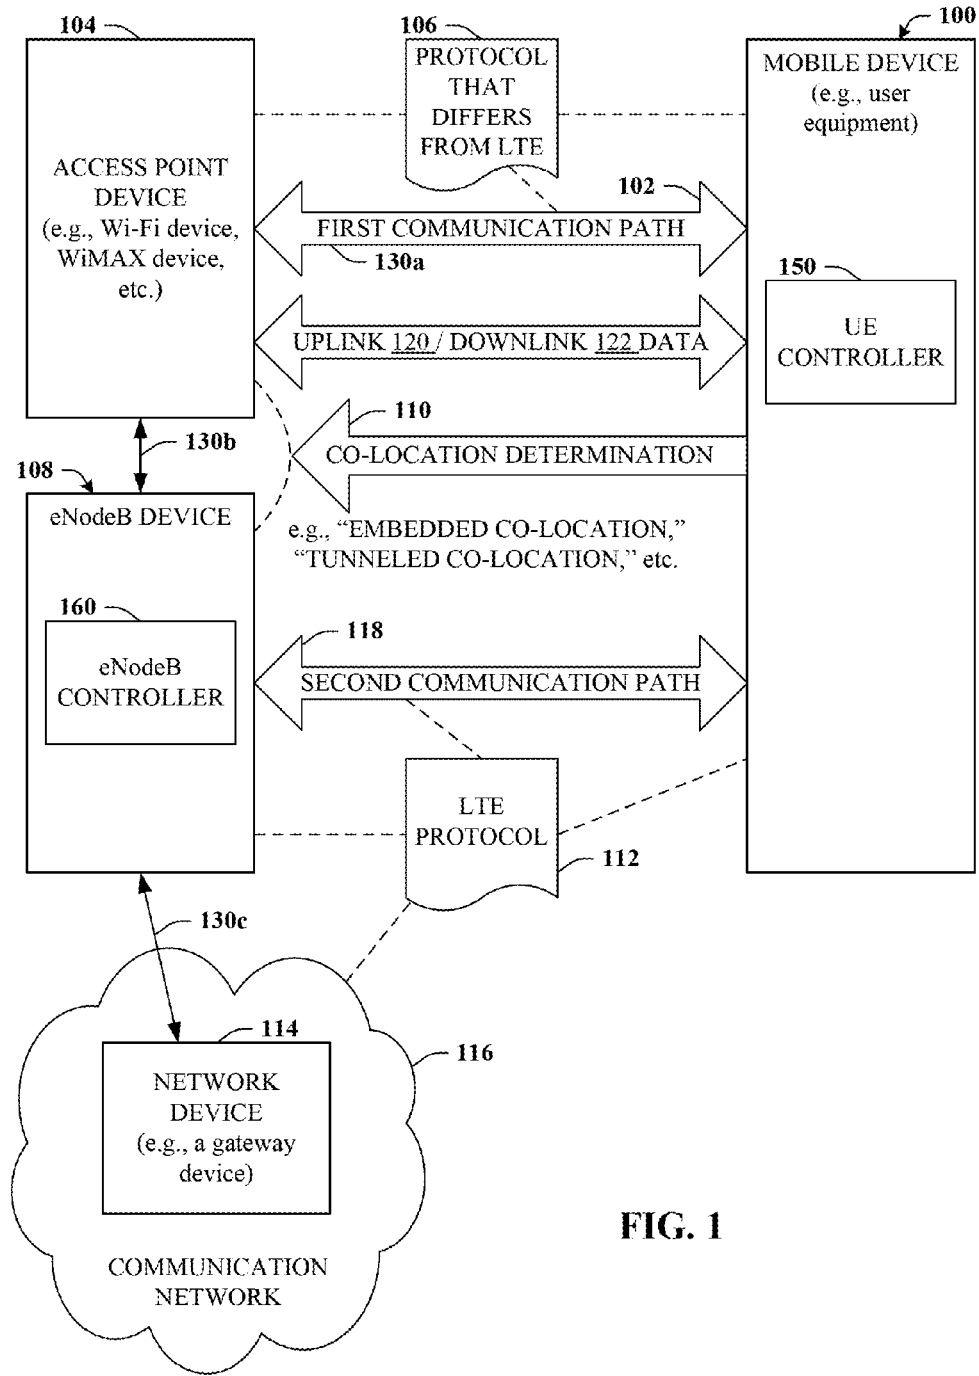 104
106
100
PROTOCOL
THAT
DIFFERS
FROM LTE
MOBILE DEVICE
(e.g., user
equipment)
ACCESS POINT
DEVICE
(e.g., Wi-Fi device,
WiMAX device,
etc.)
102
FIRST COMMUNICATION PATH
130a
150
UE
CONTROLLER
UPLINK 120 / DOWNLINK 122 DATA
110
130b
CO-LOCATION DETERMINATION
108
eNodeB DEVICE
e.g., “EMBEDDED CO-LOCATION,”
“TUNNELED CO-LOCATION,” etc.
160
eNodeB
CONTROLLER
118
SECOND COMMUNICATION PATH
LTE
PROTOCOL
112
130c
114
116
NETWORK
DEVICE
(e.g., a gateway
device)
COMMUNICATION
NETWORK
FIG. 1